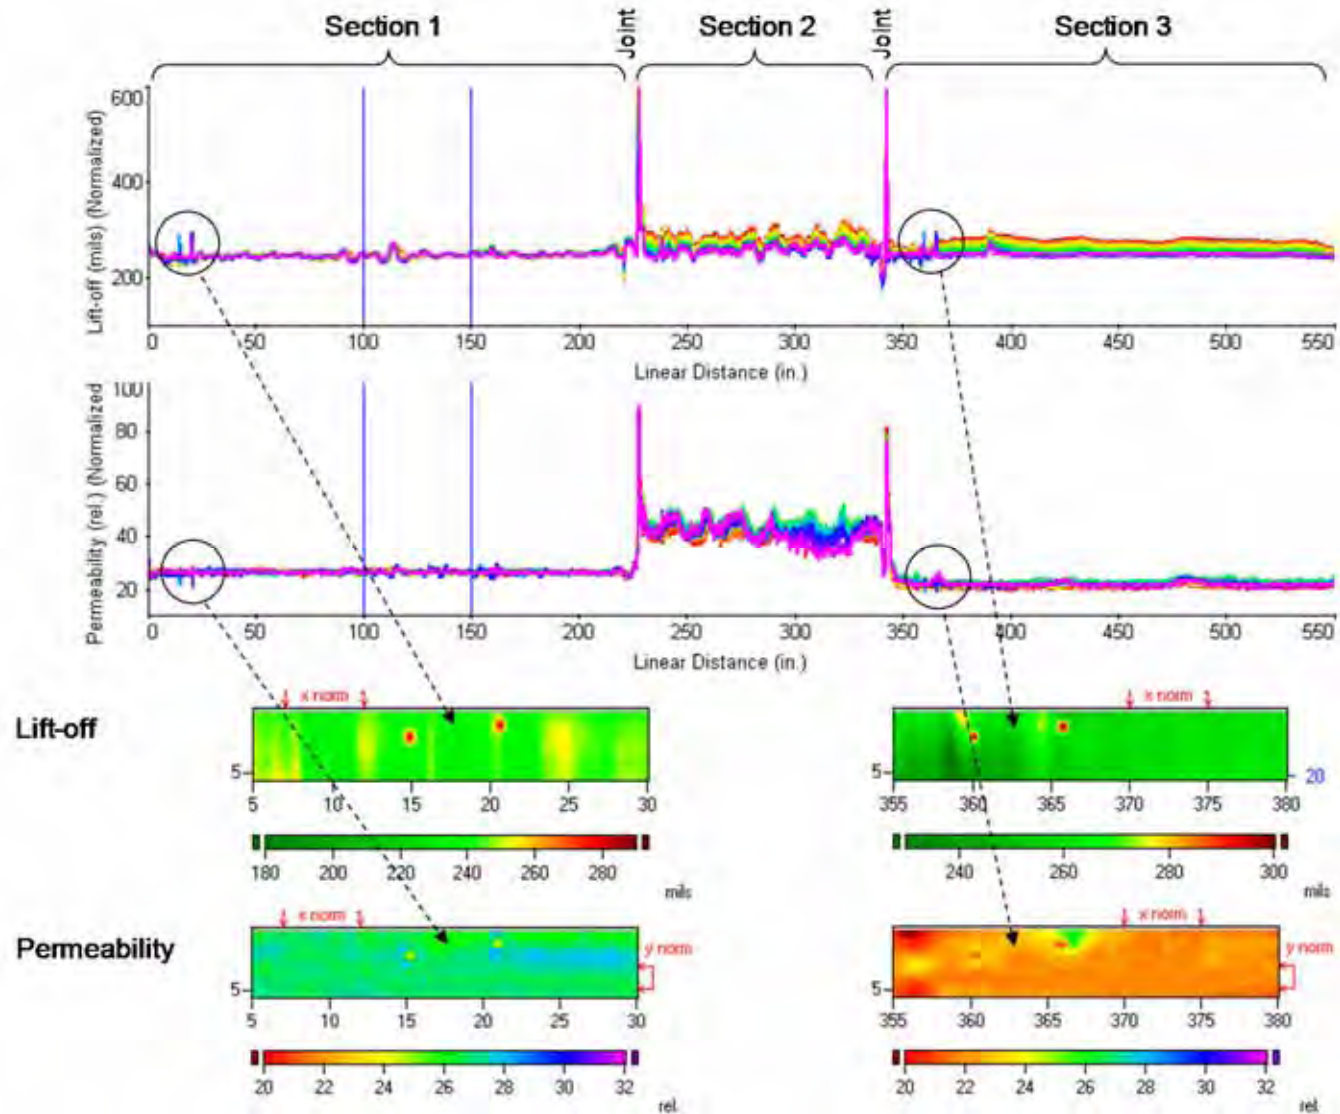 Section 1
Joint
Section 2
Joint
Section 3
Lift-off (mils) (Normalized)
600
400
200
0 50 100 150 200 250 300 350 400 450 500 550
Linear Distance (in.)
Permeability (rel.) (Normalized
100
80
60
40
20
0 50 100 150 200 250 300 350 400 450 500 550
Linear Distance (in.)
Lift-off
x norm
5
5 10 15 20 25 30
180 200 220 240 260 280
mils
x norm
5
20
355 360 365 370 375 380
240 260 280 300
mils
Permeability
x norm
y norm
5
5 10 15 20 25 30
20 22 24 26 28 30 32
rel.
x norm
y norm
5
355 360 365 370 375 380
20 22 24 26 28 30 32
rel.